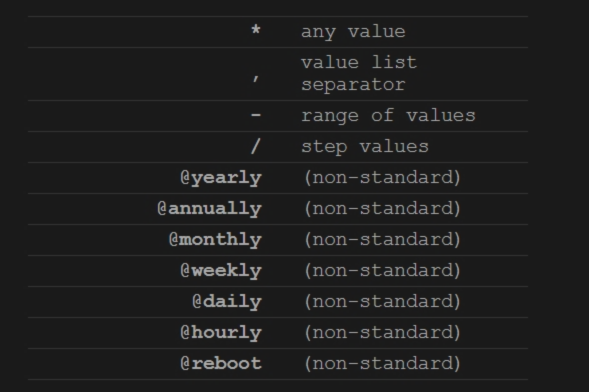 * any value
, value list
separator
- range of values
/ step values
@yearly (non-standard)
@annually (non-standard)
@monthly (non-standard)
@weekly (non-standard)
@daily (non-standard)
@hourly (non-standard)
@reboot (non-standard)